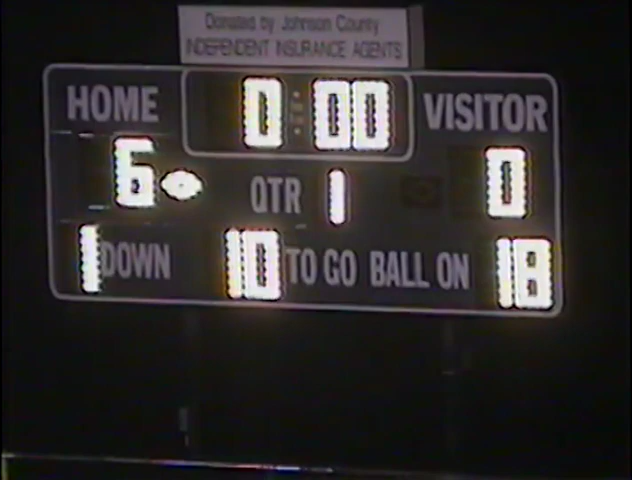 Donated by Johnson County
INDEPENDENT INSURANCE AGENTS
HOME 0:00 VISITOR
6 QTR 1 0
1 DOWN 10 TO GO BALL ON 18